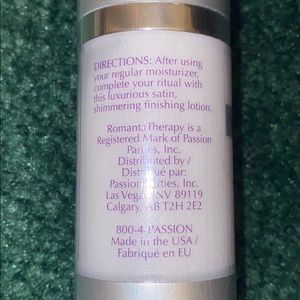 DIRECTIONS: After using
your regular moisturizer,
complete your ritual with
this luxurious satin,
shimmering finishing lotion.
RomantaTherapy is a
Registered Mark of Passion
Parties, Inc.
Distributed by /
Distribué par:
Passion Parties, Inc.
Las Vegas, NV 89119
Calgary, AB T2H 2E2
800-4-PASSION
Made in the USA /
Fabriqué en EU